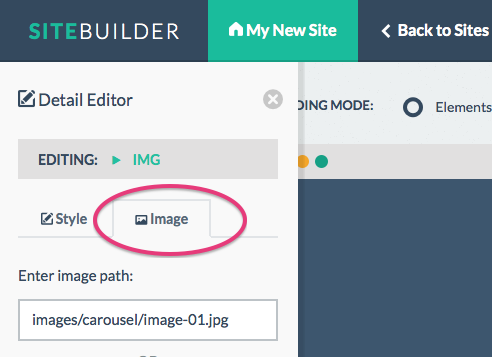 SITEBUILDER
My New Site
Back to Sites
Detail Editor
DING MODE:
Elements
EDITING: IMG
Style
Image
Enter image path:
images/carousel/image-01.jpg